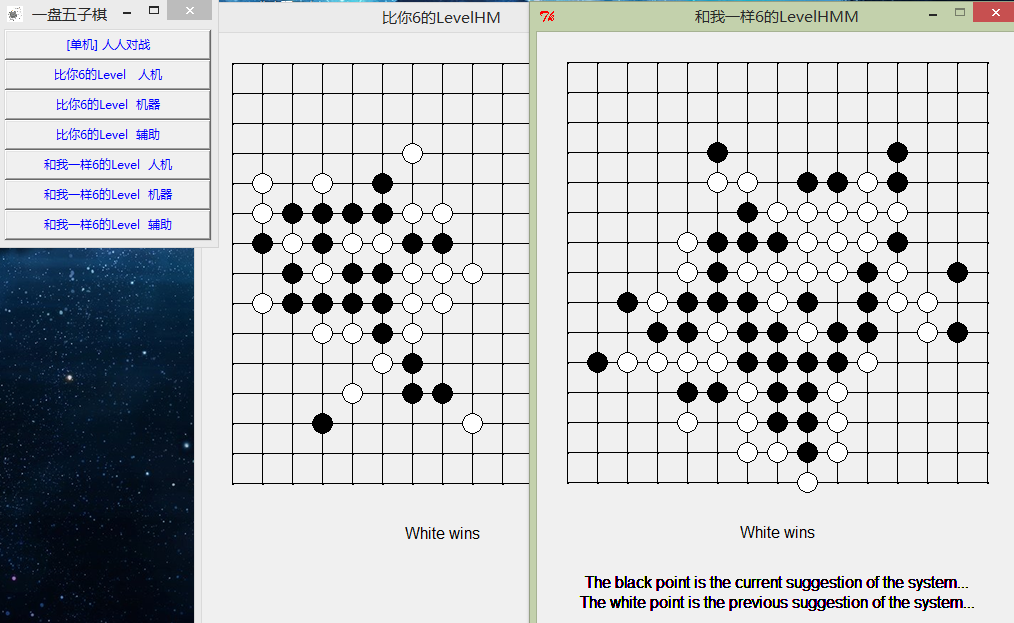 一盘五子棋
[单机] 人人对战
比你6的Level 人机
比你6的Level 机器
比你6的Level 辅助
和我一样6的Level 人机
和我一样6的Level 机器
和我一样6的Level 辅助
比你6的LevelHM
White wins
和我一样6的LevelHMM
White wins
The black point is the current suggestion of the system...
The white point is the previous suggestion of the system...